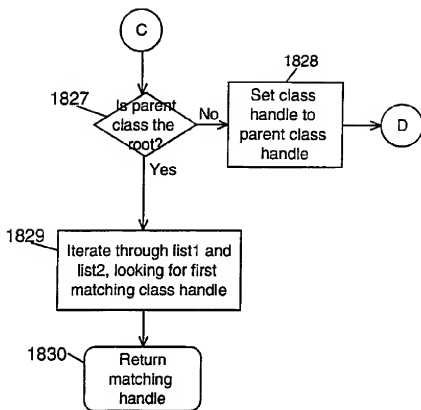 C
1827
Is parent
class the
root?
No
1828
Set class
handle to
parent class
handle
D
Yes
1829
Iterate through list1 and
list2, looking for first
matching class handle
1830
Return
matching
handle